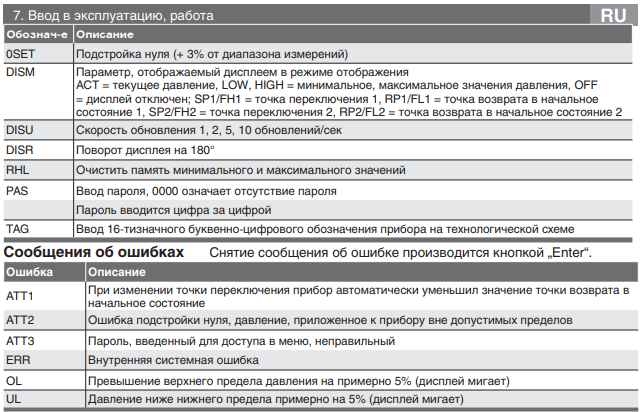 7. Ввод в эксплуатацию, работа
RU
Обознач-е Описание
0SET Подстройка нуля (+ 3% от диапазона измерений)
DISM Параметр, отображаемый дисплеем в режиме отображения
ACT = текущее давление, LOW, HIGH = минимальное, максимальное значения давления, OFF
= дисплей отключен; SP1/FH1 = точка переключения 1, RP1/FL1 = точка возврата в начальное
состояние 1, SP2/FH2 = точка переключения 2, RP2/FL2 = точка возврата в начальное состояние 2
DISU Скорость обновления 1, 2, 5, 10 обновлений/сек
DISR Поворот дисплея на 180°
RHL Очистить память минимального и максимального значений
PAS Ввод пароля, 0000 означает отсутствие пароля
Пароль вводится цифра за цифрой
TAG Ввод 16-тизначного буквенно-цифрового обозначения прибора на технологической схеме
Сообщения об ошибках Снятие сообщения об ошибке производится кнопкой „Enter“.
Ошибка Описание
ATT1 При изменении точки переключения прибор автоматически уменьшил значение точки возврата в
начальное состояние
ATT2 Ошибка подстройки нуля, давление, приложенное к прибору вне допустимых пределов
ATT3 Пароль, введенный для доступа в меню, неправильный
ERR Внутренняя системная ошибка
OL Превышение верхнего предела давления на примерно 5% (дисплей мигает)
UL Давление ниже нижнего предела примерно на 5% (дисплей мигает)